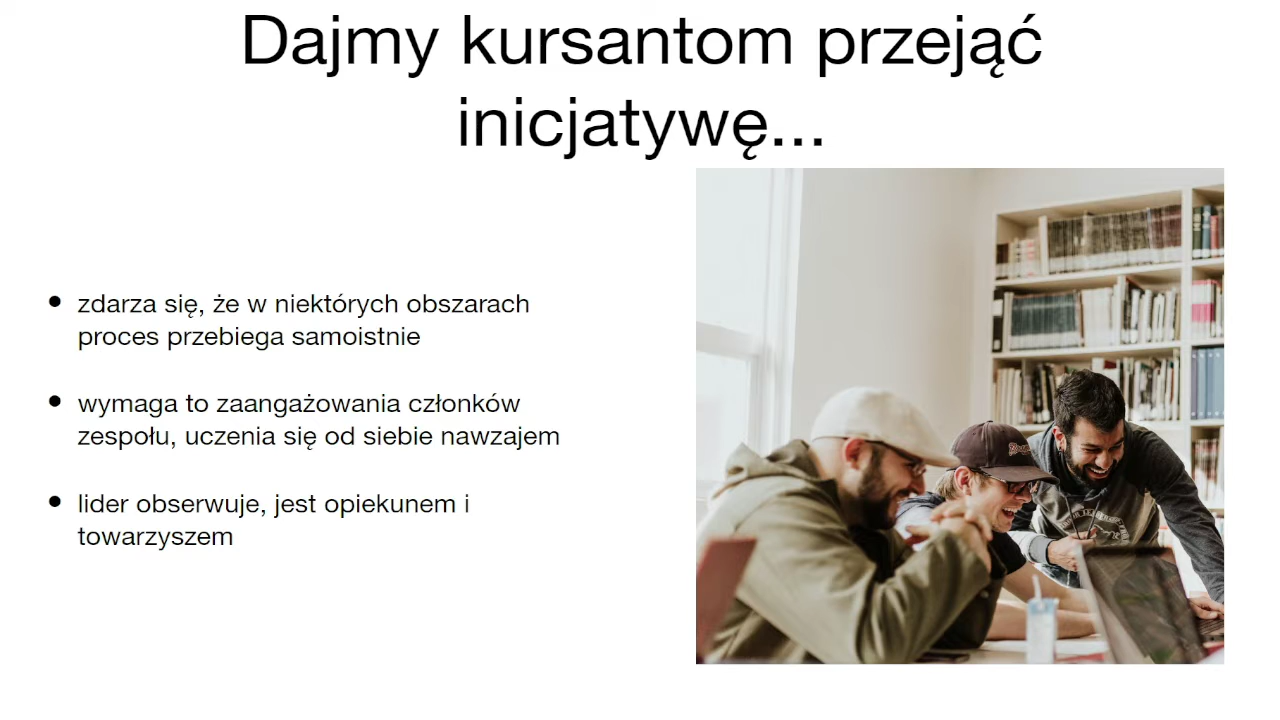 Dajmy kursantom przejąć
inicjatywę...
• zdarza się, że w niektórych obszarach
proces przebiega samoistnie
• wymaga to zaangażowania członków
zespołu, uczenia się od siebie nawzajem
• lider obserwuje, jest opiekunem i
towarzyszem